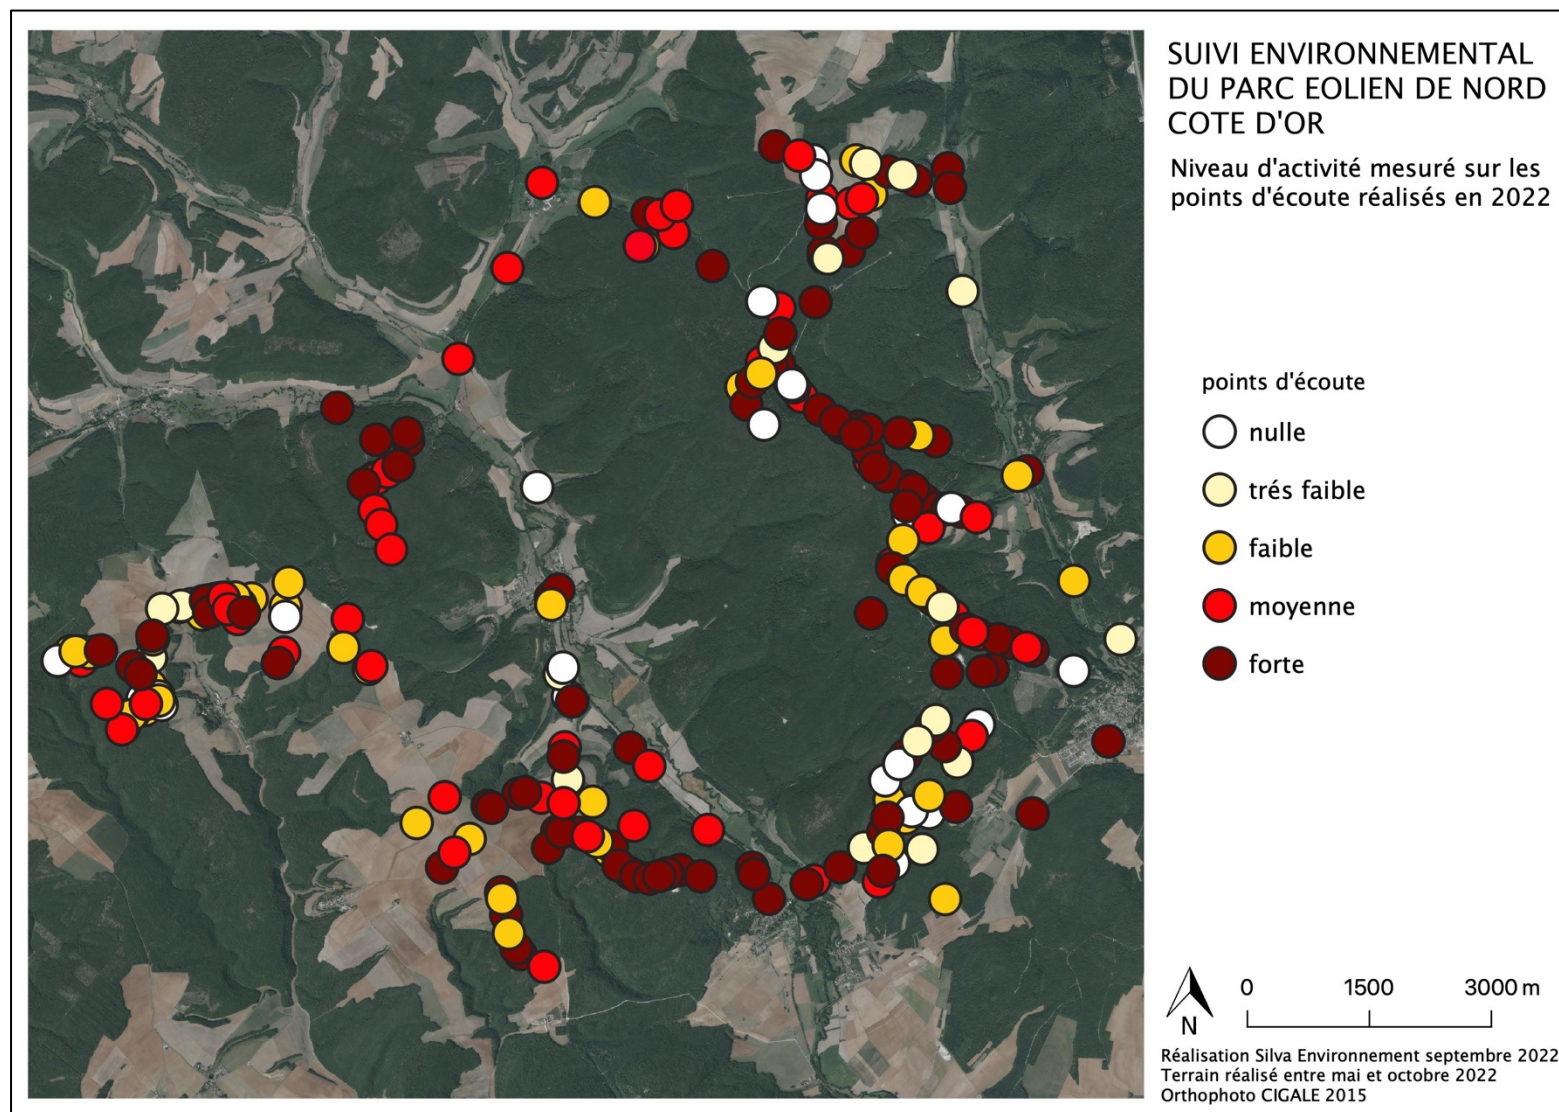 SUIVI ENVIRONNEMENTAL
DU PARC EOLIEN DE NORD
COTE D'OR
Niveau d'activité mesuré sur les
points d'écoute réalisés en 2022
points d'écoute
nulle
trés faible
faible
moyenne
forte
0 1500 3000 m
N
Réalisation Silva Environnement septembre 2022
Terrain réalisé entre mai et octobre 2022
Orthophoto CIGALE 2015